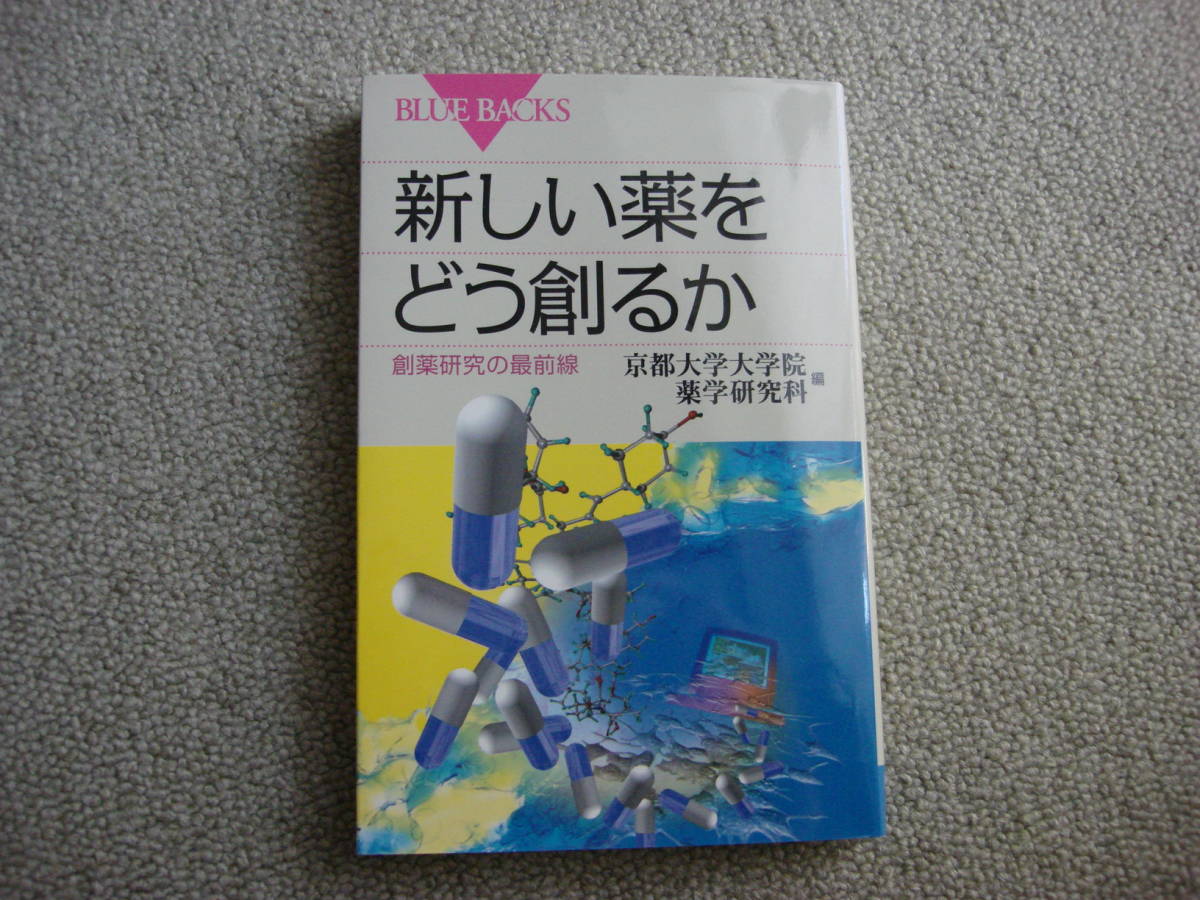 BLUE BACKS
新しい薬を
どう創るか
創薬研究の最前線
京都大学大学院
薬学研究科 編